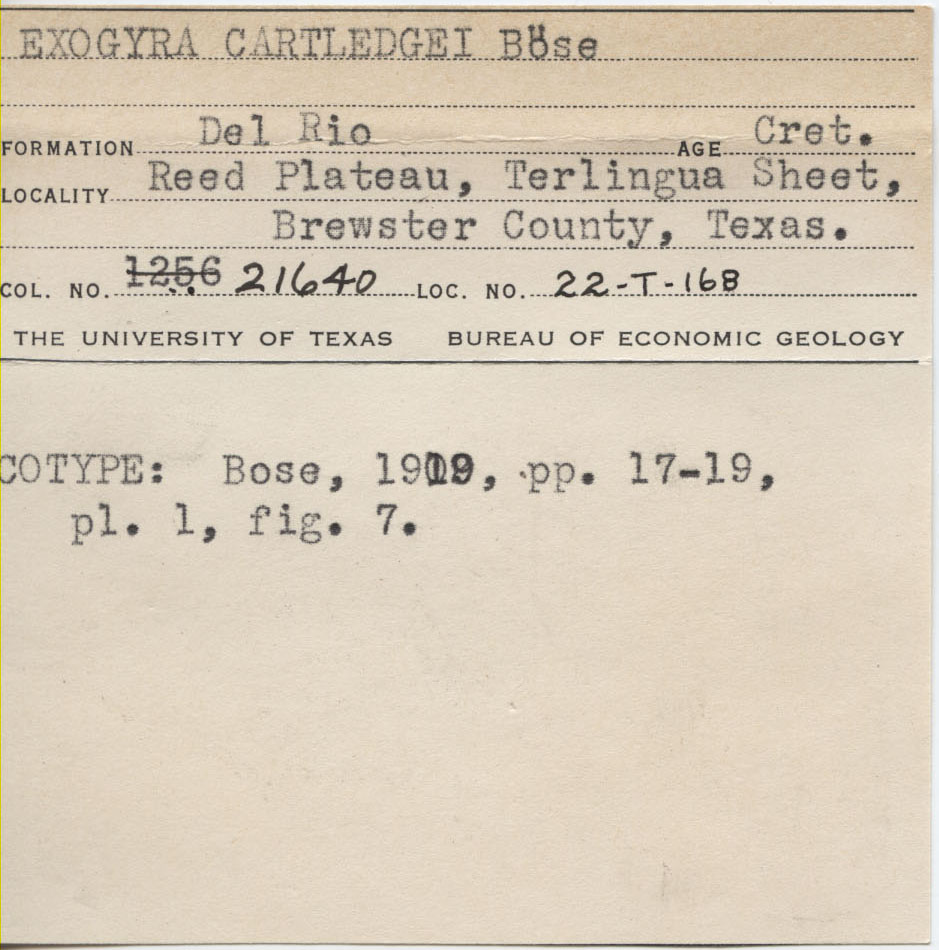 EXOGYRA CARTLEDGEI Böse
FORMATION Del Rio AGE Cret.
LOCALITY Reed Plateau, Terlingua Sheet,
Brewster County, Texas.
COL. NO. 1256 21640 LOC. NO. 22-T-168
THE UNIVERSITY OF TEXAS BUREAU OF ECONOMIC GEOLOGY
COTYPE: Bose, 1919, pp. 17-19,
pl. 1, fig. 7.